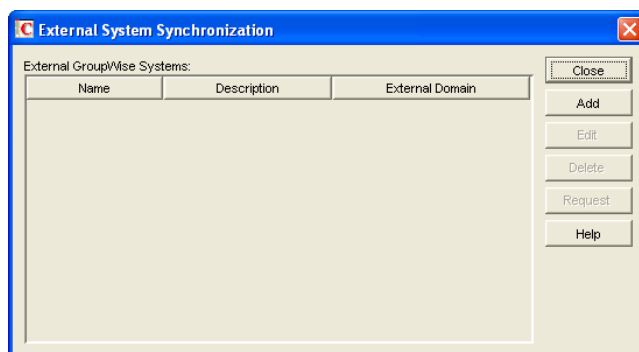 C External System Synchronization
External GroupWise Systems:
Name Description External Domain
Close
Add
Edit
Delete
Request
Help